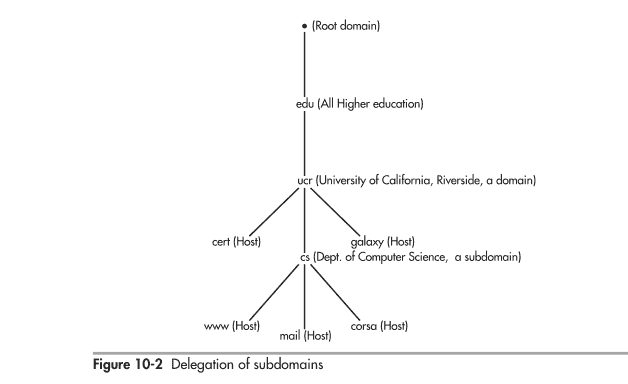 • (Root domain)
edu (All Higher education)
ucr (University of California, Riverside, a domain)
cert (Host)
galaxy (Host)
cs (Dept. of Computer Science, a subdomain)
www (Host)
mail (Host)
corsa (Host)
Figure 10-2 Delegation of subdomains